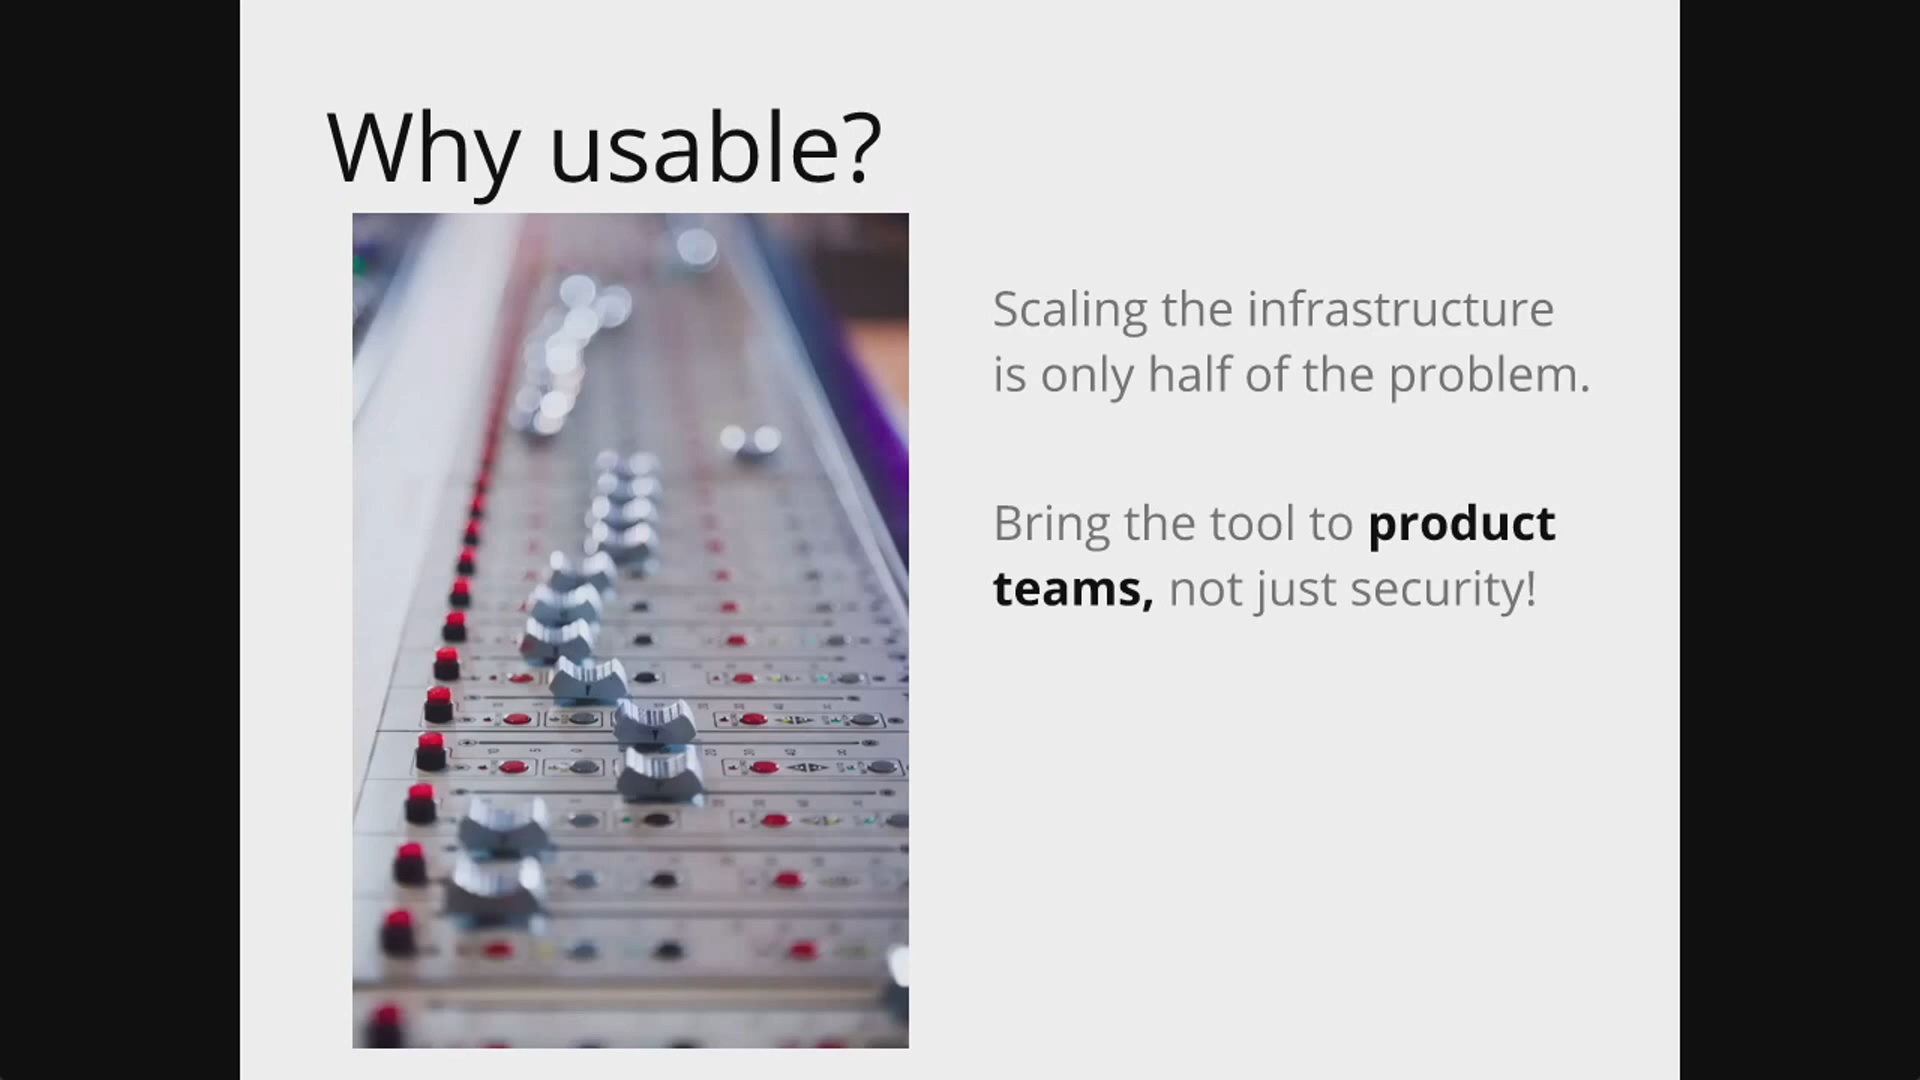 Why usable?
Scaling the infrastructure
is only half of the problem.
Bring the tool to product
teams, not just security!